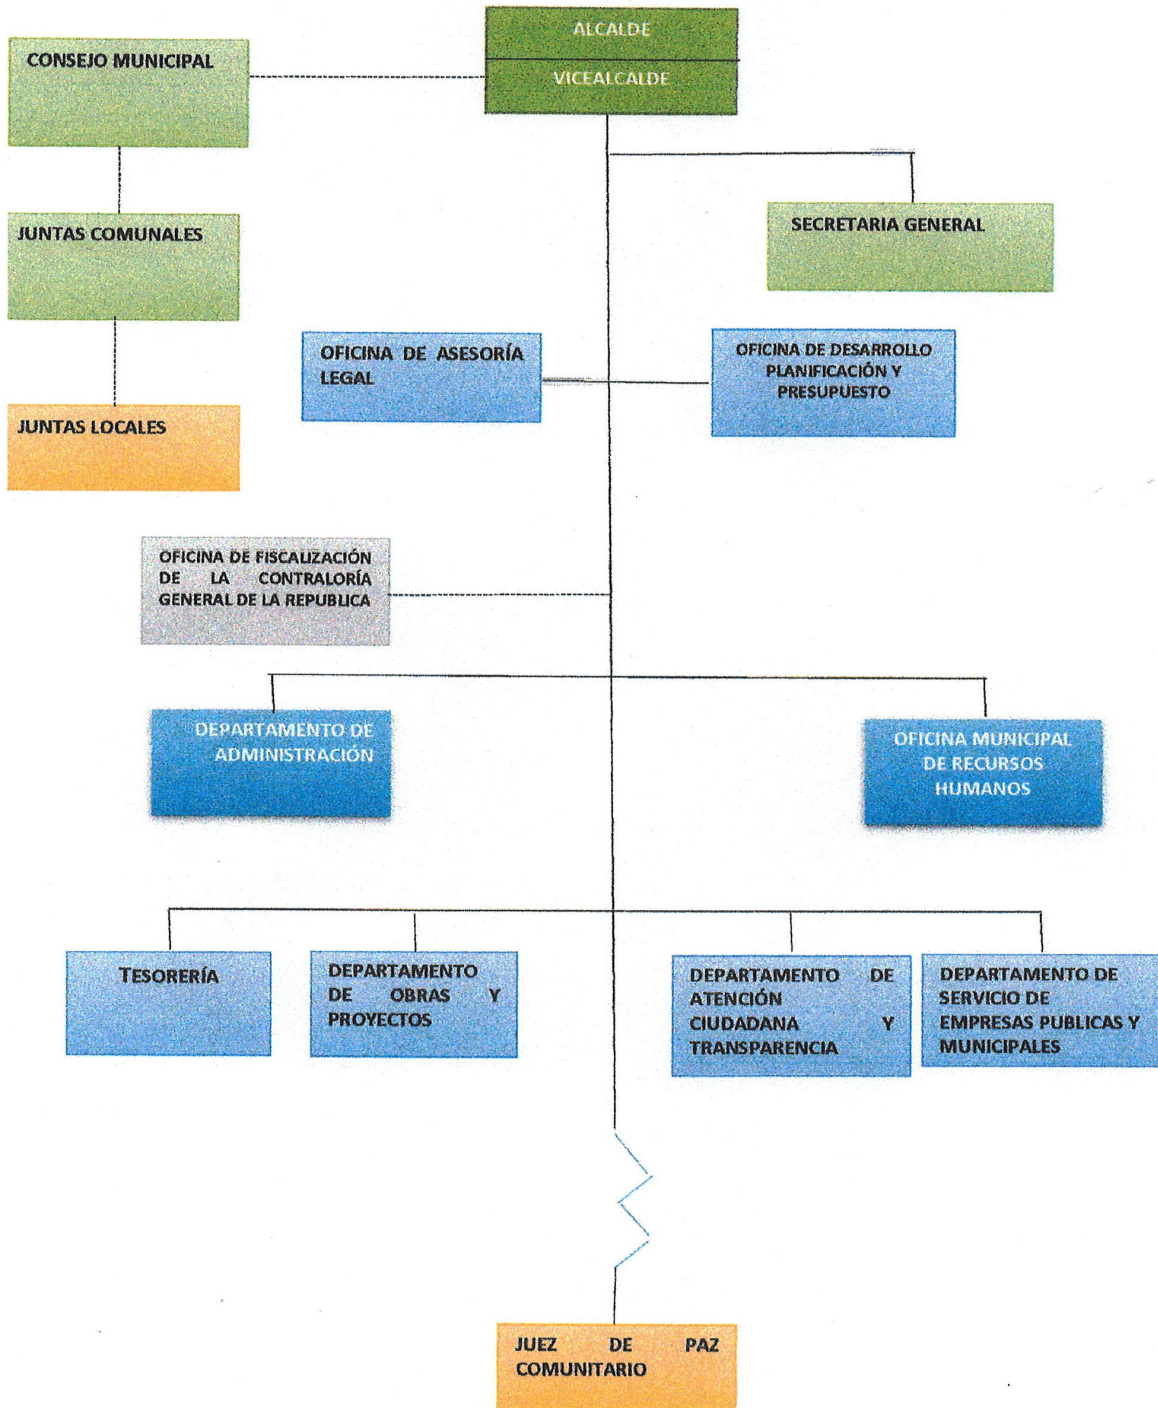 ALCALDE
VICEALCALDE
CONSEJO MUNICIPAL
JUNTAS COMUNALES
SECRETARIA GENERAL
OFICINA DE ASESORÍA
LEGAL
OFICINA DE DESARROLLO
PLANIFICACIÓN Y
PRESUPUESTO
JUNTAS LOCALES
OFICINA DE FISCALIZACIÓN
DE LA CONTRALORÍA
GENERAL DE LA REPUBLICA
DEPARTAMENTO DE
ADMINISTRACIÓN
OFICINA MUNICIPAL
DE RECURSOS
HUMANOS
TESORERÍA
DEPARTAMENTO
DE OBRAS Y
PROYECTOS
DEPARTAMENTO DE
ATENCIÓN
CIUDADANA Y
TRANSPARENCIA
DEPARTAMENTO DE
SERVICIO DE
EMPRESAS PUBLICAS Y
MUNICIPALES
JUEZ DE PAZ
COMUNITARIO